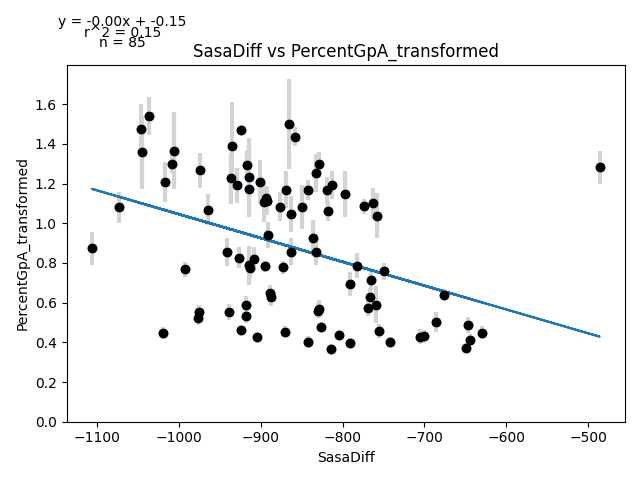 y = -0.00x + -0.15
r^2 = 0.15
n = 85
SasaDiff vs PercentGpA_transformed
PercentGpA_transformed
1.6
1.4
1.2
1.0
0.8
0.6
0.4
0.2
0.0
−1100 −1000 −900 −800 −700 −600 −500
SasaDiff